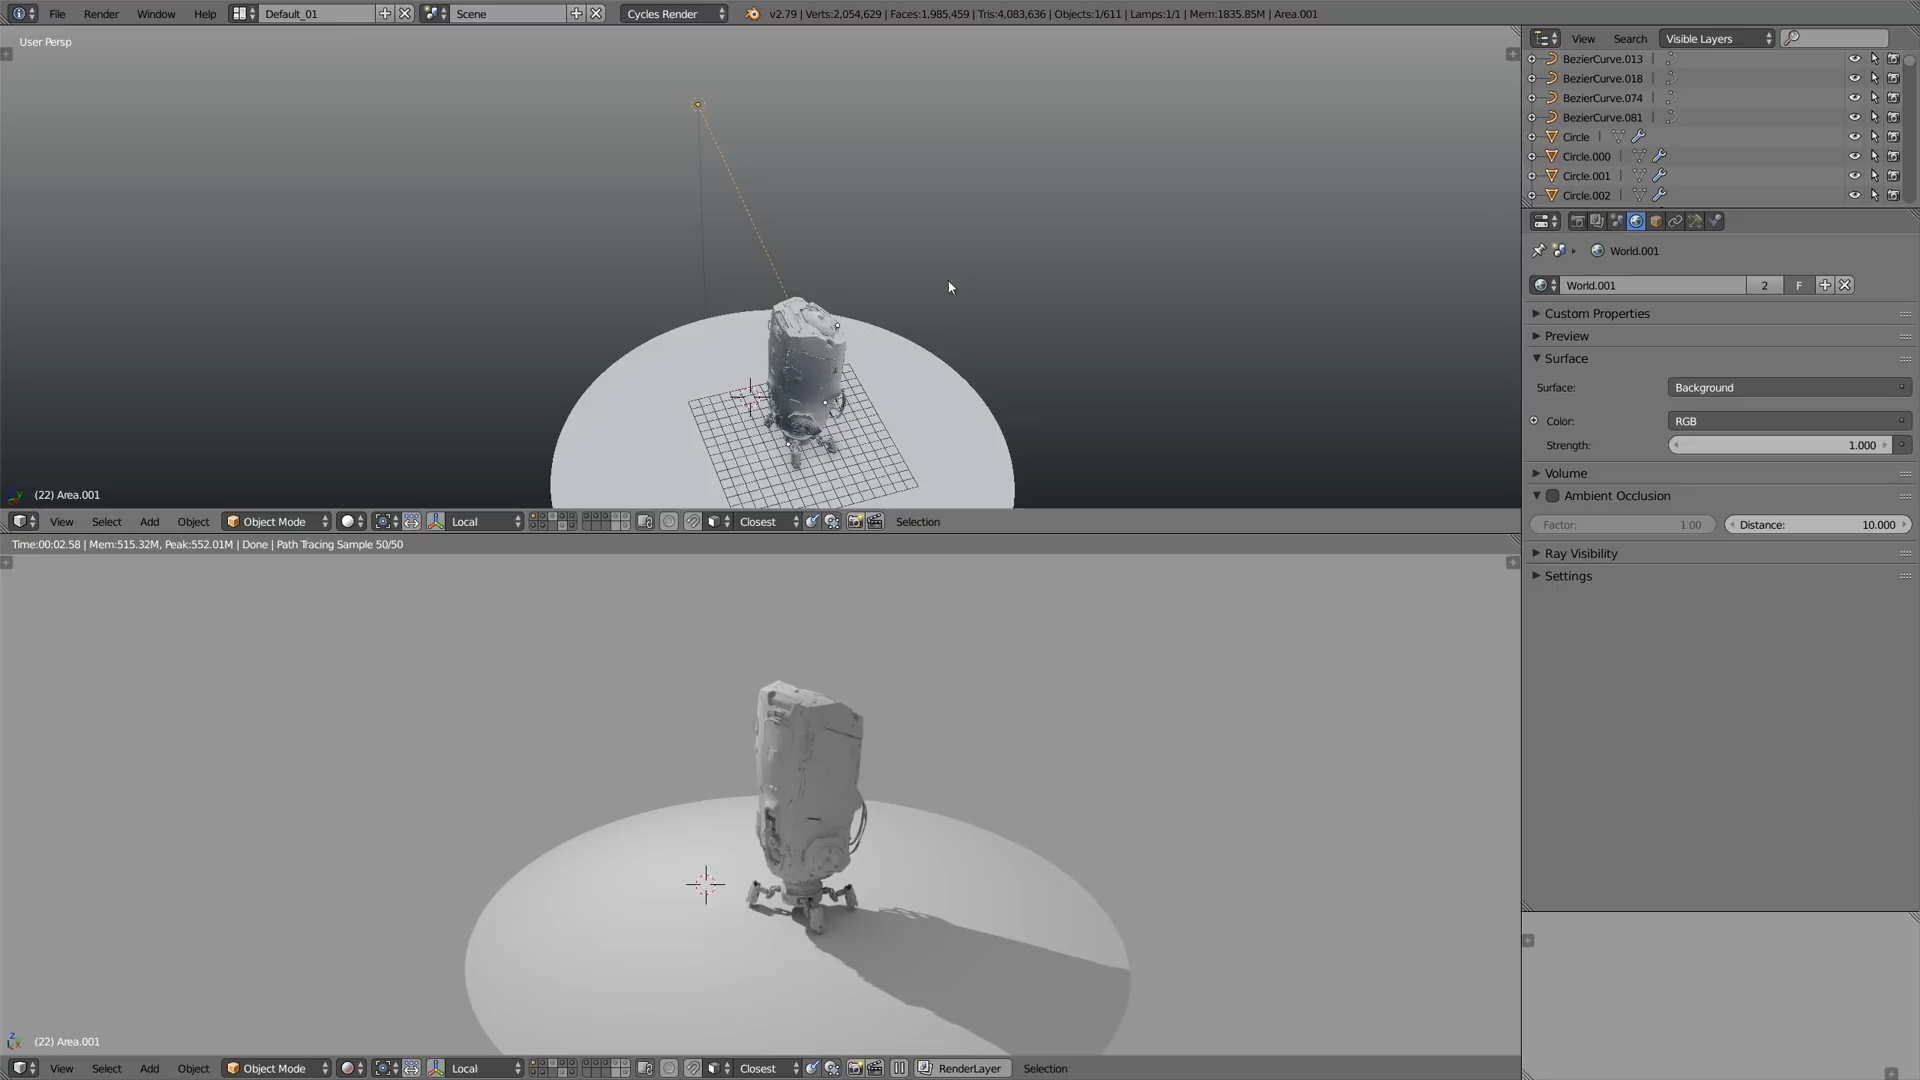 File Render Window Help Default_01 Scene Cycles Render v2.79 | Verts:2,054,629 | Faces:1,985,459 | Tris:4,083,636 | Objects:1/611 | Lamps:1/1 | Mem:1835.85M | Area.001
User Persp
View Search Visible Layers
BezierCurve.013
BezierCurve.018
BezierCurve.074
BezierCurve.081
Circle
Circle.000
Circle.001
Circle.002
World.001
World.001 2 F
Custom Properties
Preview
Surface
Surface: Background
Color: RGB
Strength: 1.000
Volume
Ambient Occlusion
Factor: 1.00 Distance: 10.000
Ray Visibility
Settings
(22) Area.001
View Select Add Object Object Mode Local Closest Selection
Time:00:02.58 | Mem:515.32M, Peak:552.01M | Done | Path Tracing Sample 50/50
(22) Area.001
View Select Add Object Object Mode Local Closest RenderLayer Selection